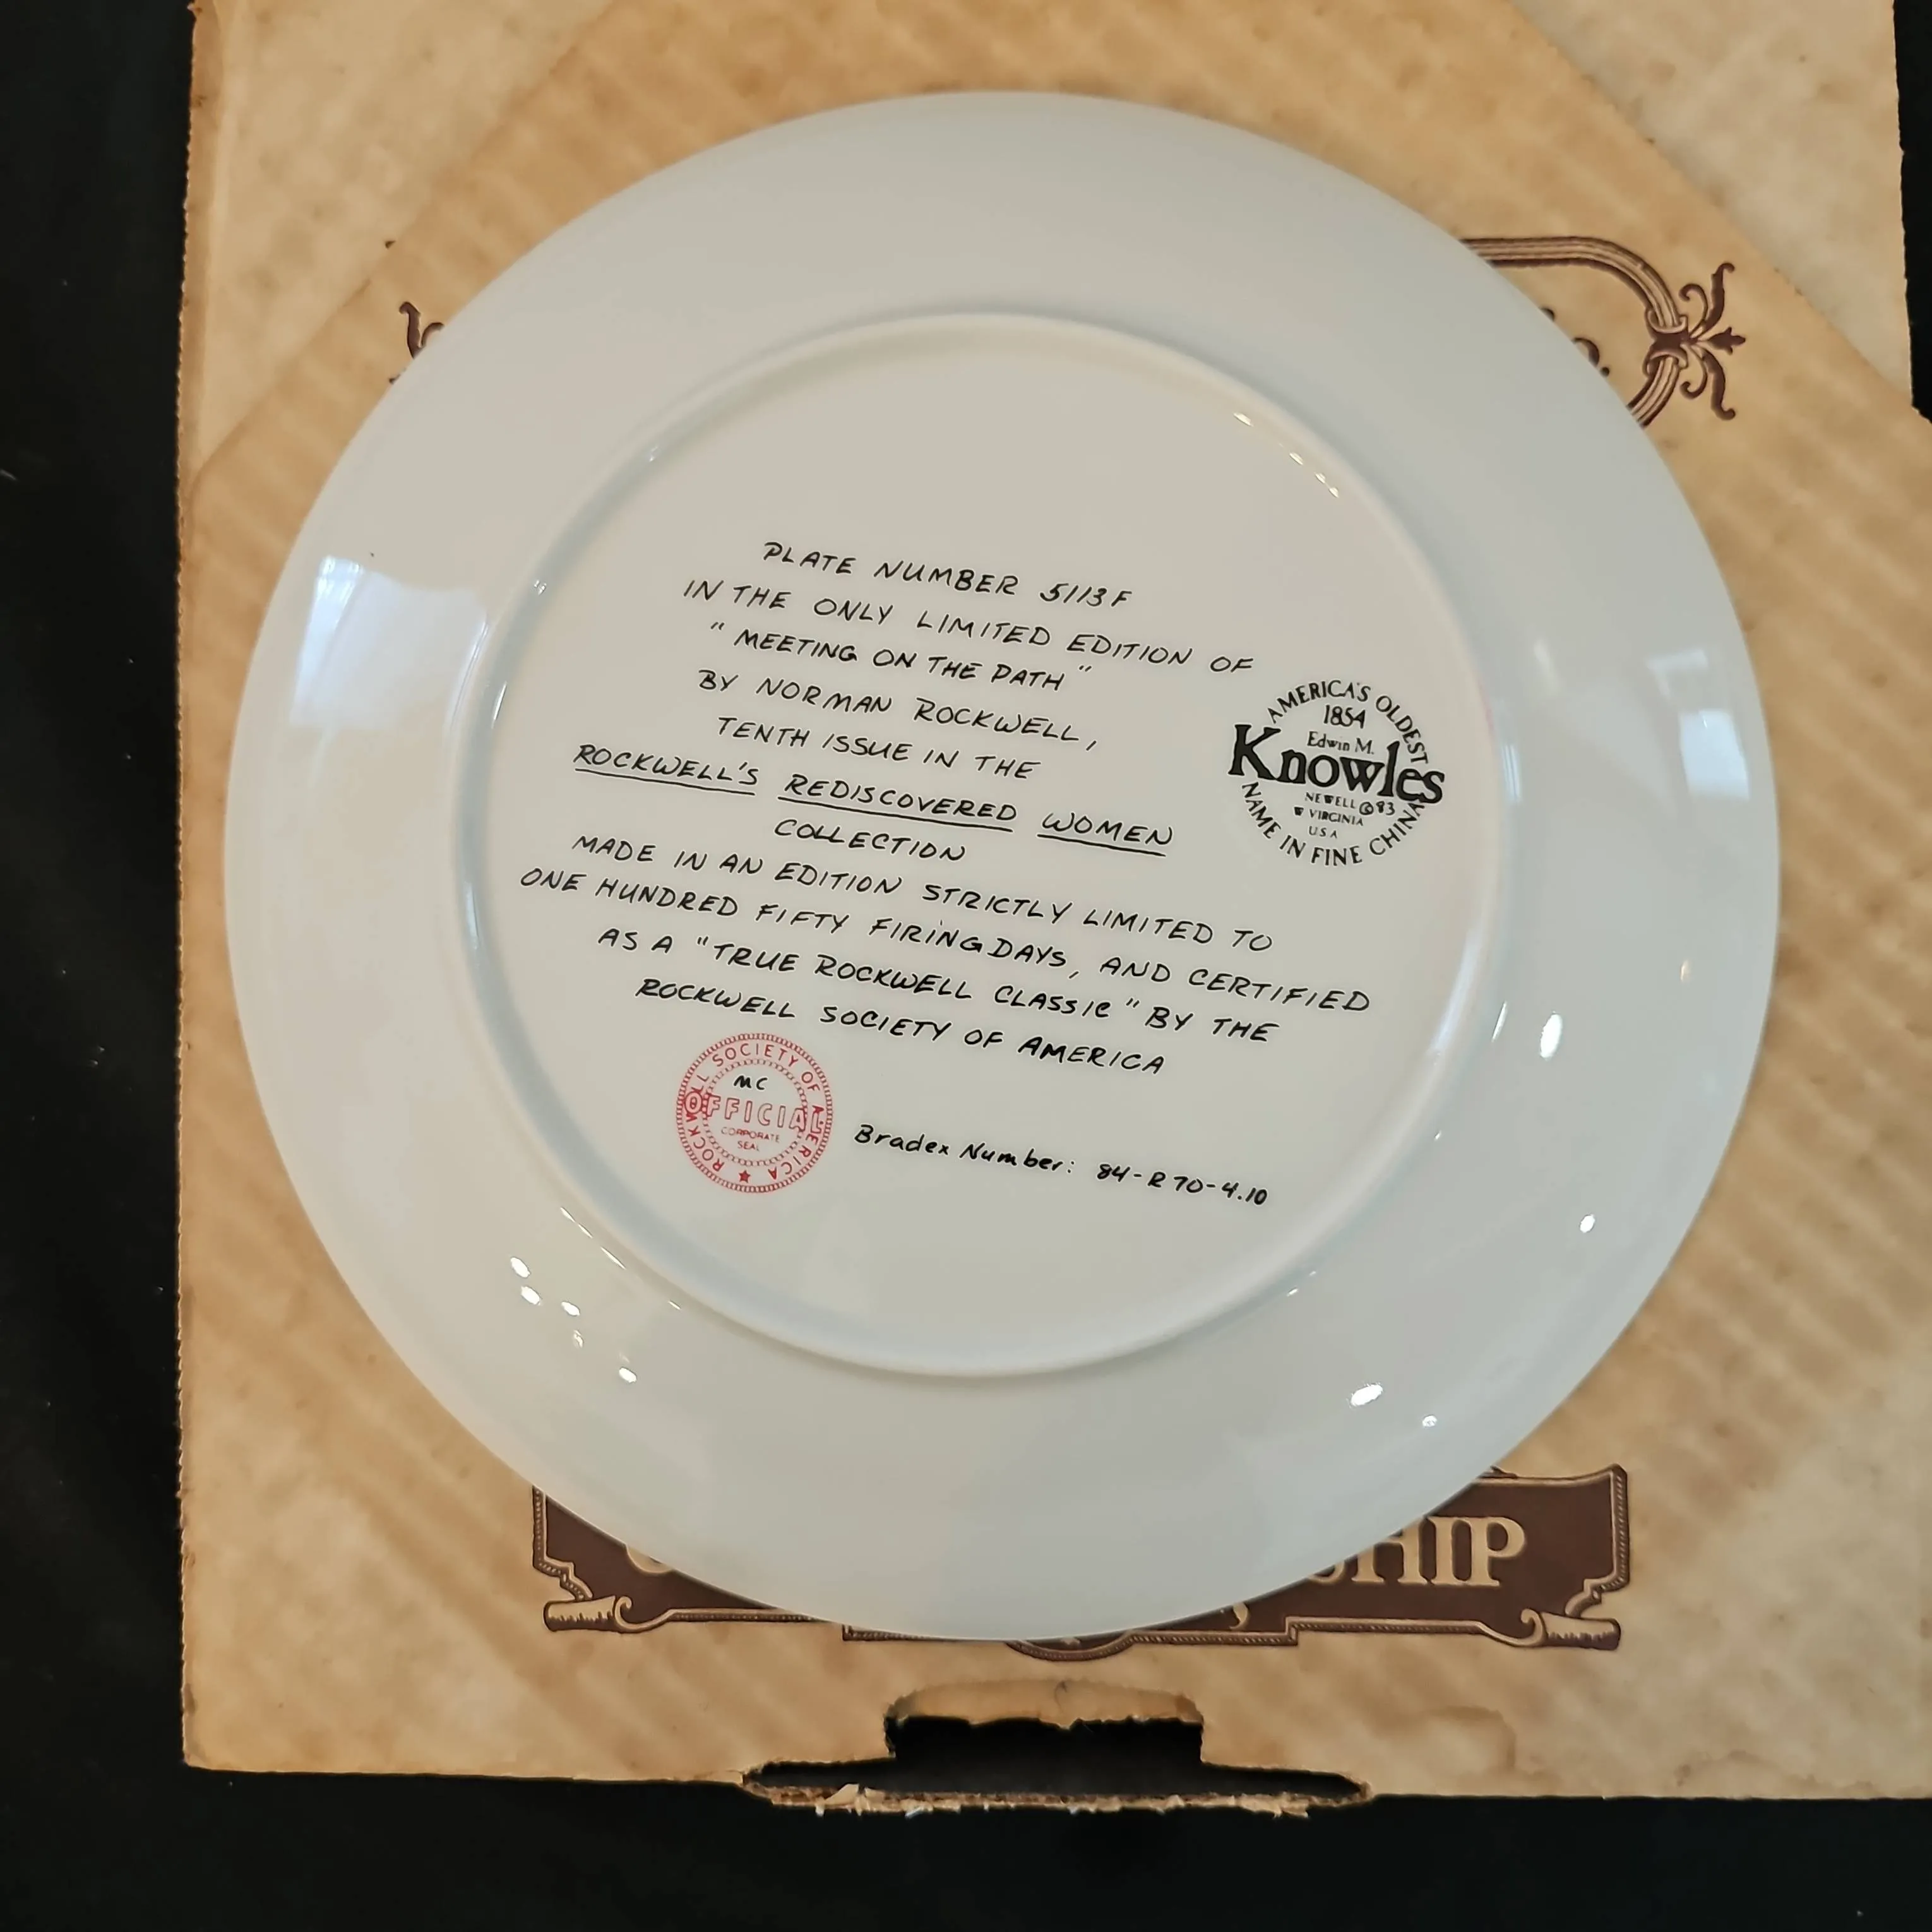 PLATE NUMBER 5113F
IN THE ONLY LIMITED EDITION OF
"MEETING ON THE PATH"
BY NORMAN ROCKWELL,
TENTH ISSUE IN THE
ROCKWELL'S REDISCOVERED WOMEN
COLLECTION
MADE IN AN EDITION STRICTLY LIMITED TO
ONE HUNDRED FIFTY FIRING DAYS, AND CERTIFIED
AS A "TRUE ROCKWELL CLASSIC" BY THE
ROCKWELL SOCIETY OF AMERICA
AMERICA'S OLDEST
1854
Edwin M.
Knowles
NEWELL © 83
W VIRGINIA
USA
NAME IN FINE CHINA
ROCKWELL SOCIETY OF AMERICA
MC
OFFICIAL
CORPORATE
SEAL
Bradex Number: 84-R70-4.10